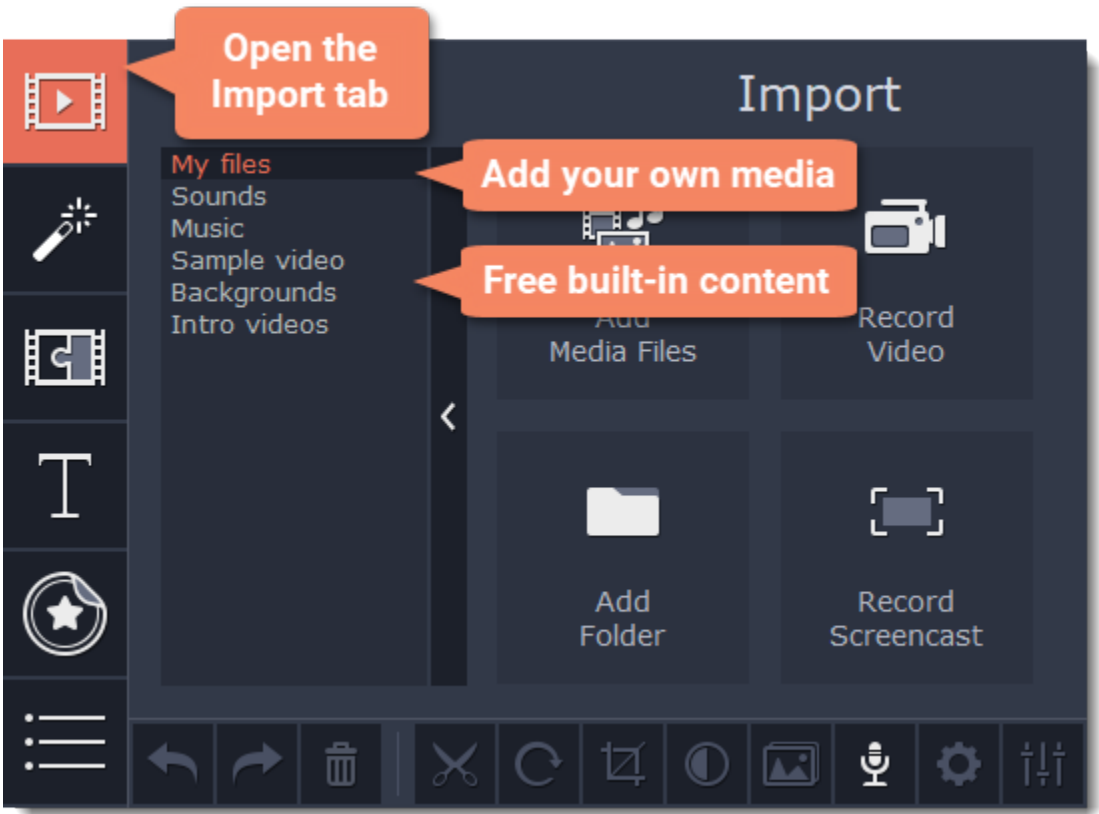 Open the
Import tab
Import
My files
Sounds
Music
Sample video
Backgrounds
Intro videos
Add your own media
Free built-in content
Add
Media Files
Record
Video
Add
Folder
Record
Screencast